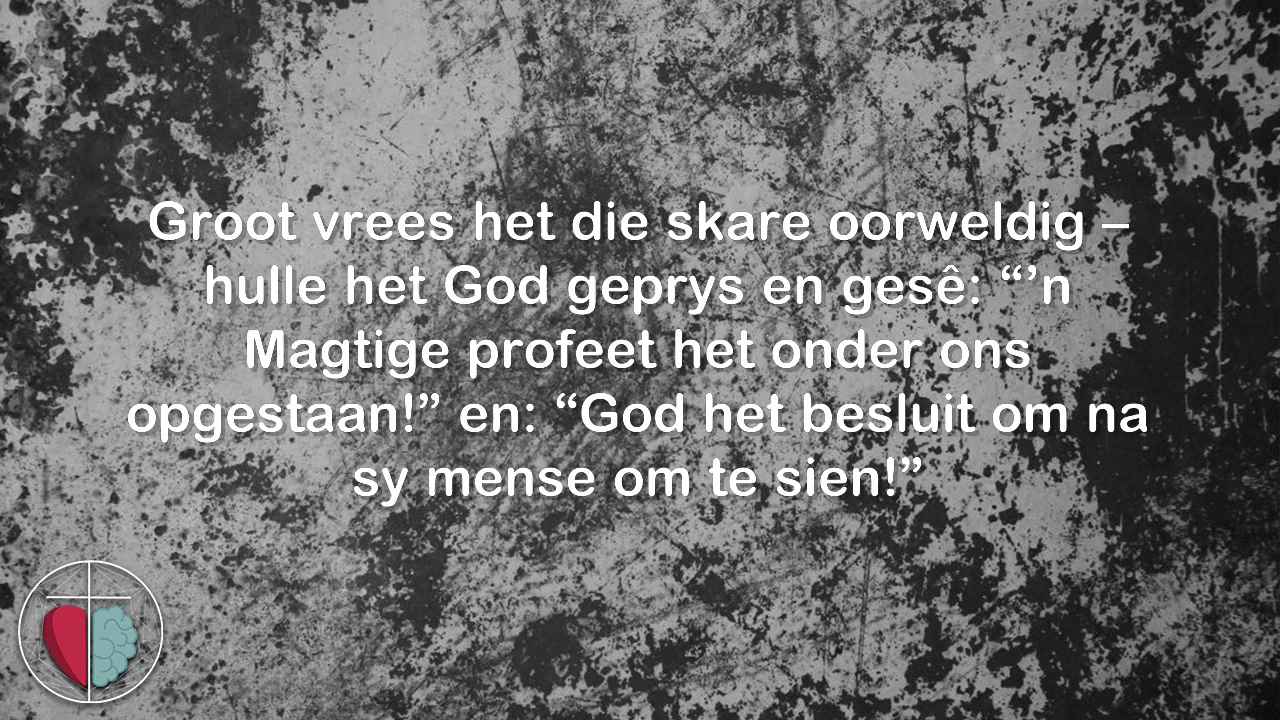 Groot vrees het die skare oorweldig –
hulle het God geprys en gesê: “’n
Magtige profeet het onder ons
opgestaan!” en: “God het besluit om na
sy mense om te sien!”